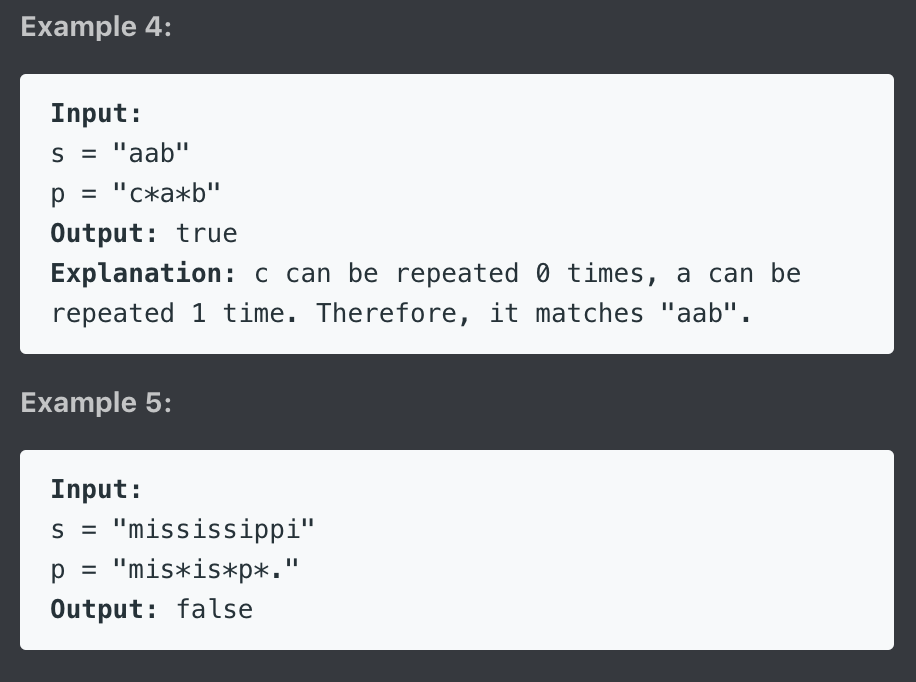 Example 4:
Input:
s = "aab"
p = "c*a*b"
Output: true
Explanation: c can be repeated 0 times, a can be
repeated 1 time. Therefore, it matches "aab".
Example 5:
Input:
s = "mississippi"
p = "mis*is*p*."
Output: false